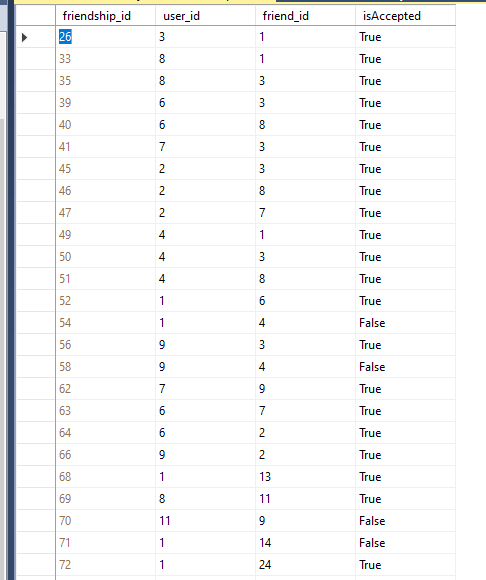 friendship_id user_id friend_id isAccepted
26 3 1 True
33 8 1 True
35 8 3 True
39 6 3 True
40 6 8 True
41 7 3 True
45 2 3 True
46 2 8 True
47 2 7 True
49 4 1 True
50 4 3 True
51 4 8 True
52 1 6 True
54 1 4 False
56 9 3 True
58 9 4 False
62 7 9 True
63 6 7 True
64 6 2 True
66 9 2 True
68 1 13 True
69 8 11 True
70 11 9 False
71 1 14 False
72 1 24 True